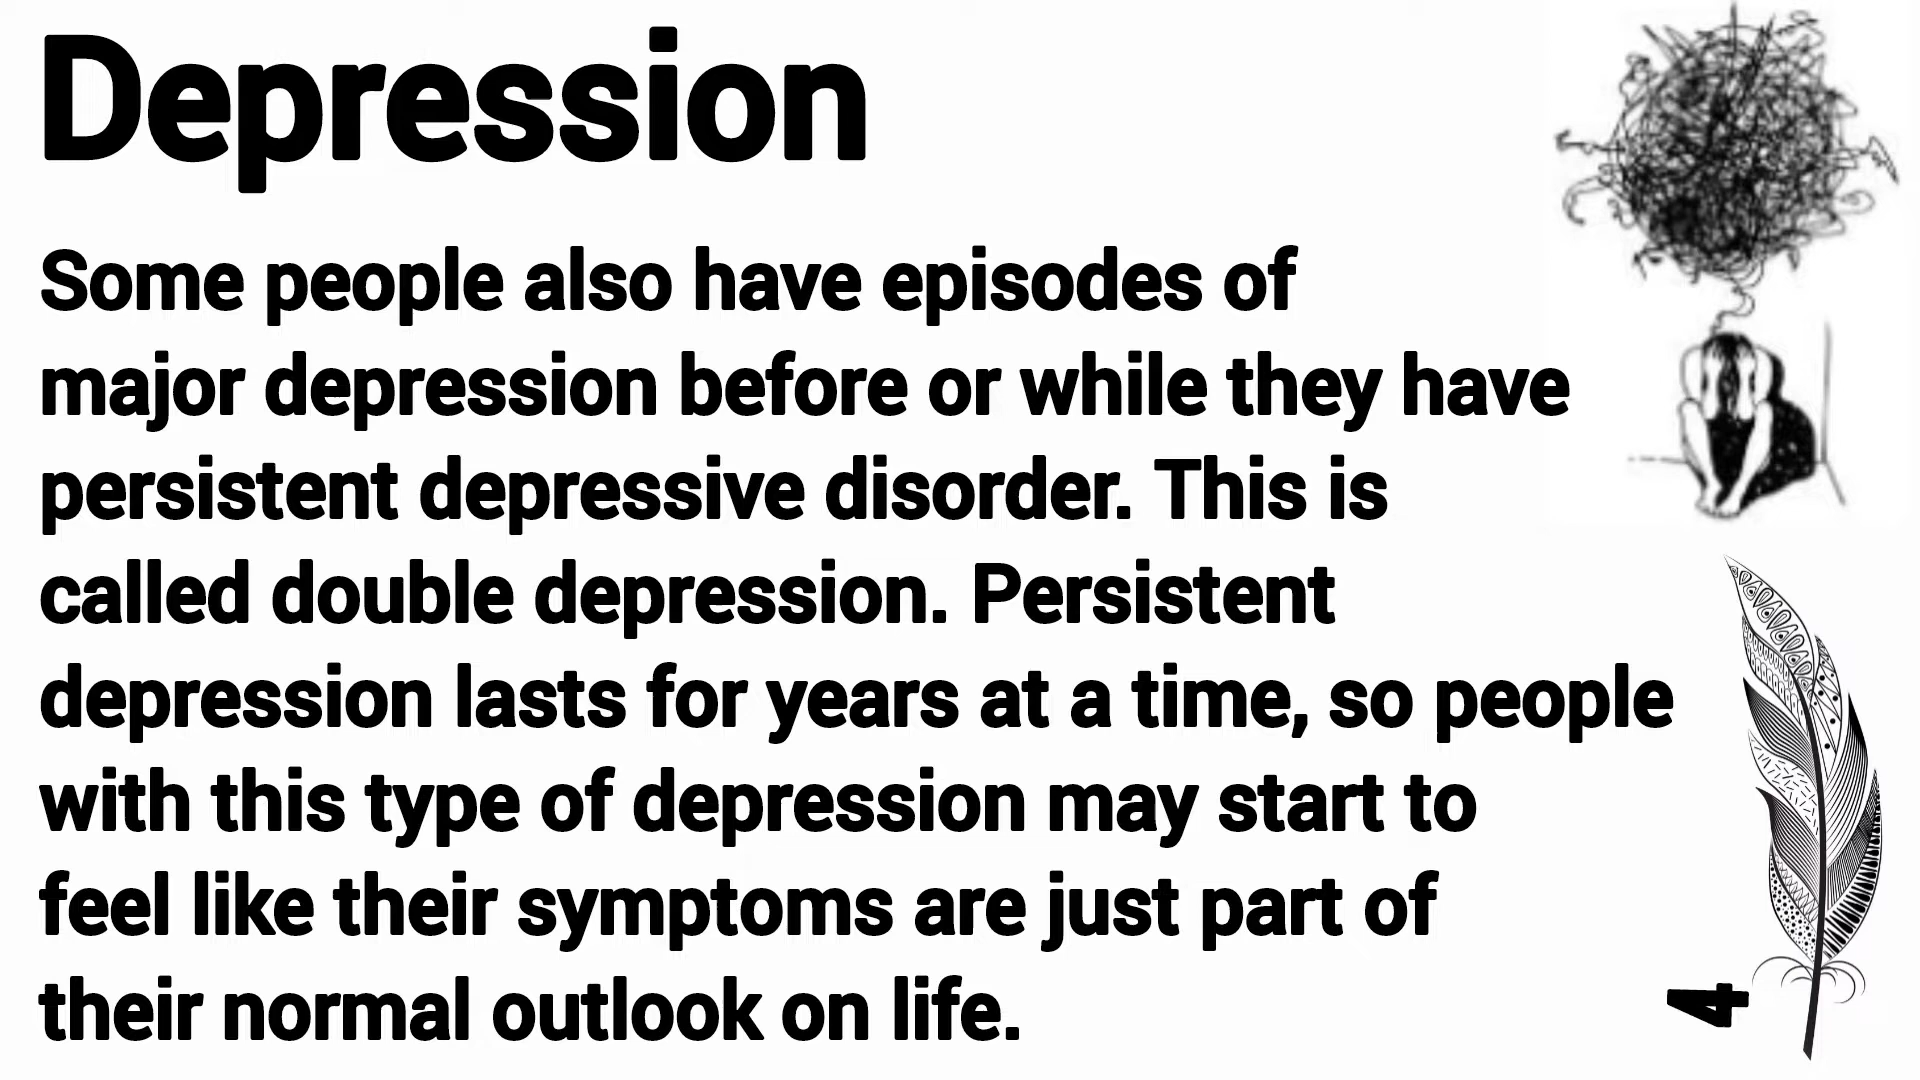 Depression
Some people also have episodes of
major depression before or while they have
persistent depressive disorder. This is
called double depression. Persistent
depression lasts for years at a time, so people
with this type of depression may start to
feel like their symptoms are just part of
their normal outlook on life.
4